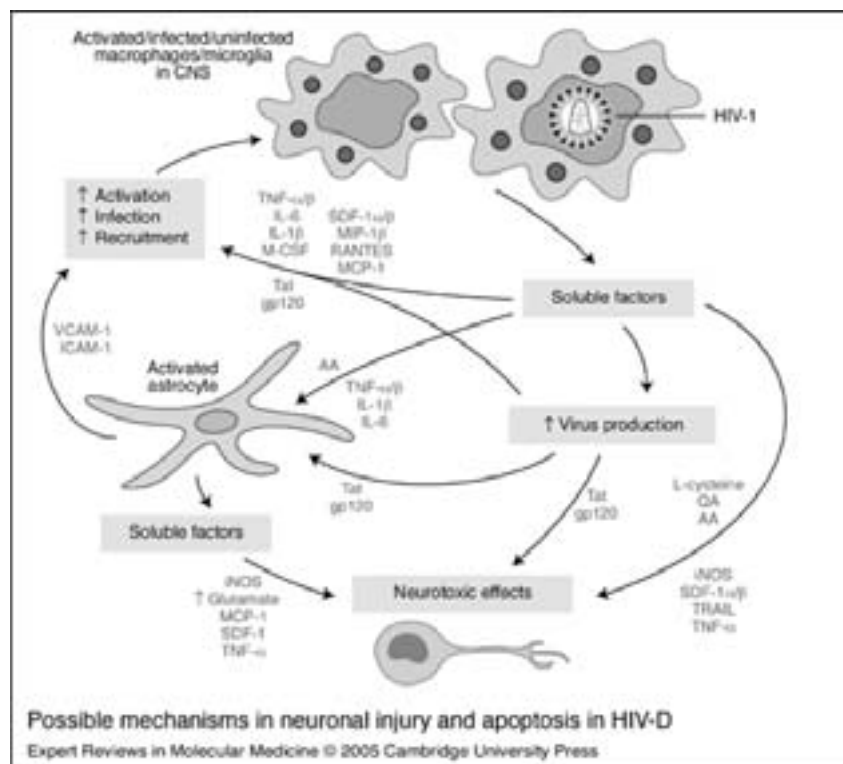 Activated/infected/uninfected
macrophages/microglia
in CNS
HIV-1
↑ Activation
↑ Infection
↑ Recruitment
TNF-α/β
IL-6
IL-1β
M-CSF
SDF-1α/β
MIP-1β
RANTES
MCP-1
Tat
gp120
Soluble factors
VCAM-1
ICAM-1
Activated
astrocyte
AA
TNF-α/β
IL-1β
IL-6
↑ Virus production
Tat
gp120
Tat
gp120
L-cysteine
QA
AA
Soluble factors
iNOS
↑ Glutamate
MCP-1
SDF-1
TNF-α
Neurotoxic effects
iNOS
SDF-1α/β
TRAIL
TNF-α
Possible mechanisms in neuronal injury and apoptosis in HIV-D
Expert Reviews in Molecular Medicine © 2005 Cambridge University Press